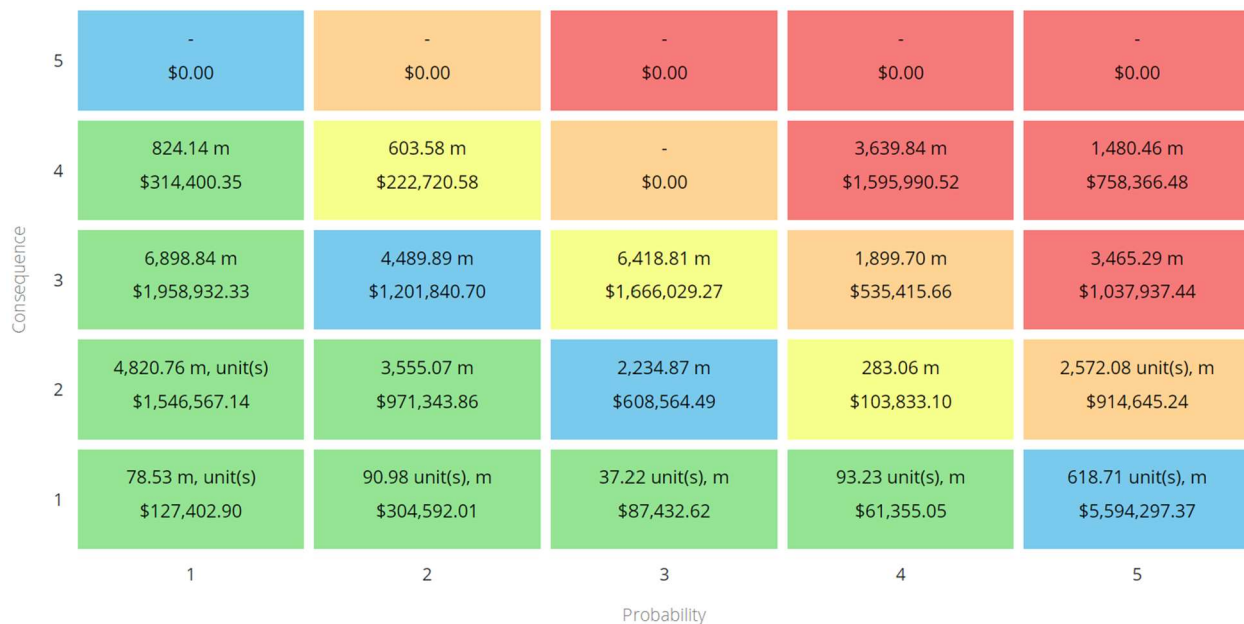 5
-
$0.00
-
$0.00
-
$0.00
-
$0.00
-
$0.00
4
824.14 m
$314,400.35
603.58 m
$222,720.58
-
$0.00
3,639.84 m
$1,595,990.52
1,480.46 m
$758,366.48
Consequence
3
6,898.84 m
$1,958,932.33
4,489.89 m
$1,201,840.70
6,418.81 m
$1,666,029.27
1,899.70 m
$535,415.66
3,465.29 m
$1,037,937.44
2
4,820.76 m, unit(s)
$1,546,567.14
3,555.07 m
$971,343.86
2,234.87 m
$608,564.49
283.06 m
$103,833.10
2,572.08 unit(s), m
$914,645.24
1
78.53 m, unit(s)
$127,402.90
90.98 unit(s), m
$304,592.01
37.22 unit(s), m
$87,432.62
93.23 unit(s), m
$61,355.05
618.71 unit(s), m
$5,594,297.37
1
2
3
4
5
Probability